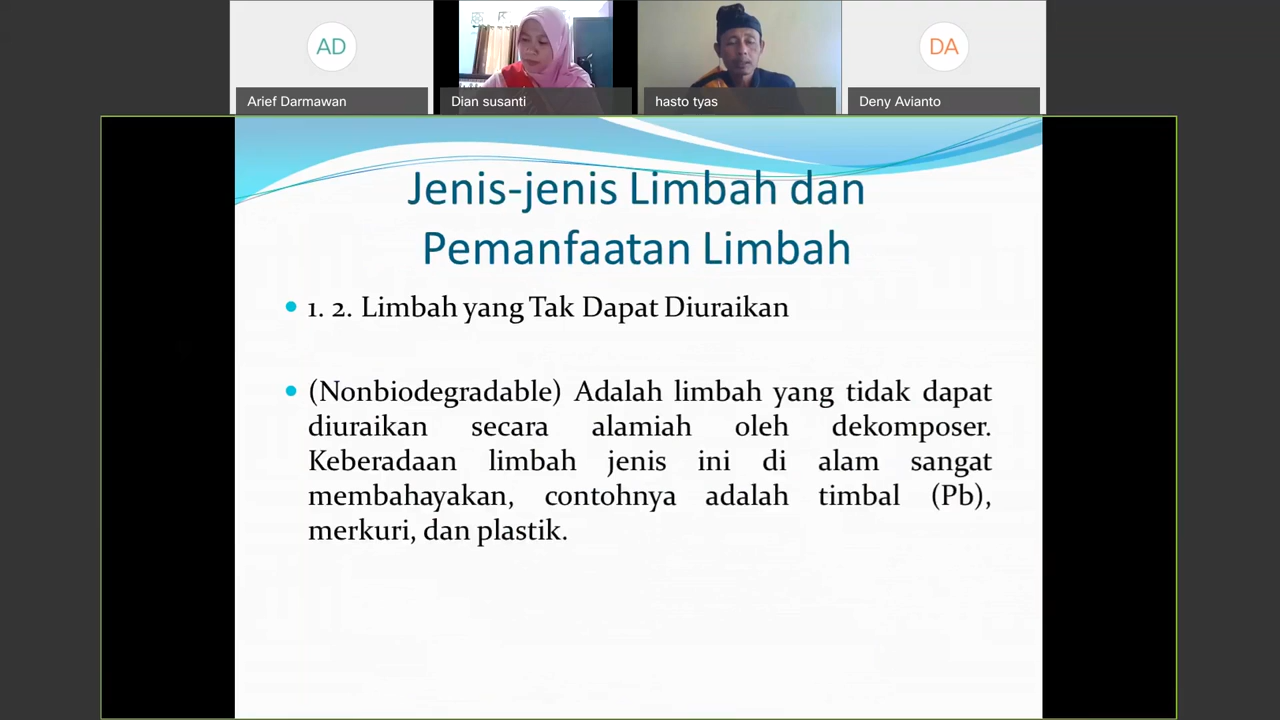 AD
DA
Arief Darmawan
Dian susanti
hasto tyas
Deny Avianto
Jenis-jenis Limbah dan
Pemanfaatan Limbah
1. 2. Limbah yang Tak Dapat Diuraikan
(Nonbiodegradable) Adalah limbah yang tidak dapat
diuraikan secara alamiah oleh dekomposer.
Keberadaan limbah jenis ini di alam sangat
membahayakan, contohnya adalah timbal (Pb),
merkuri, dan plastik.